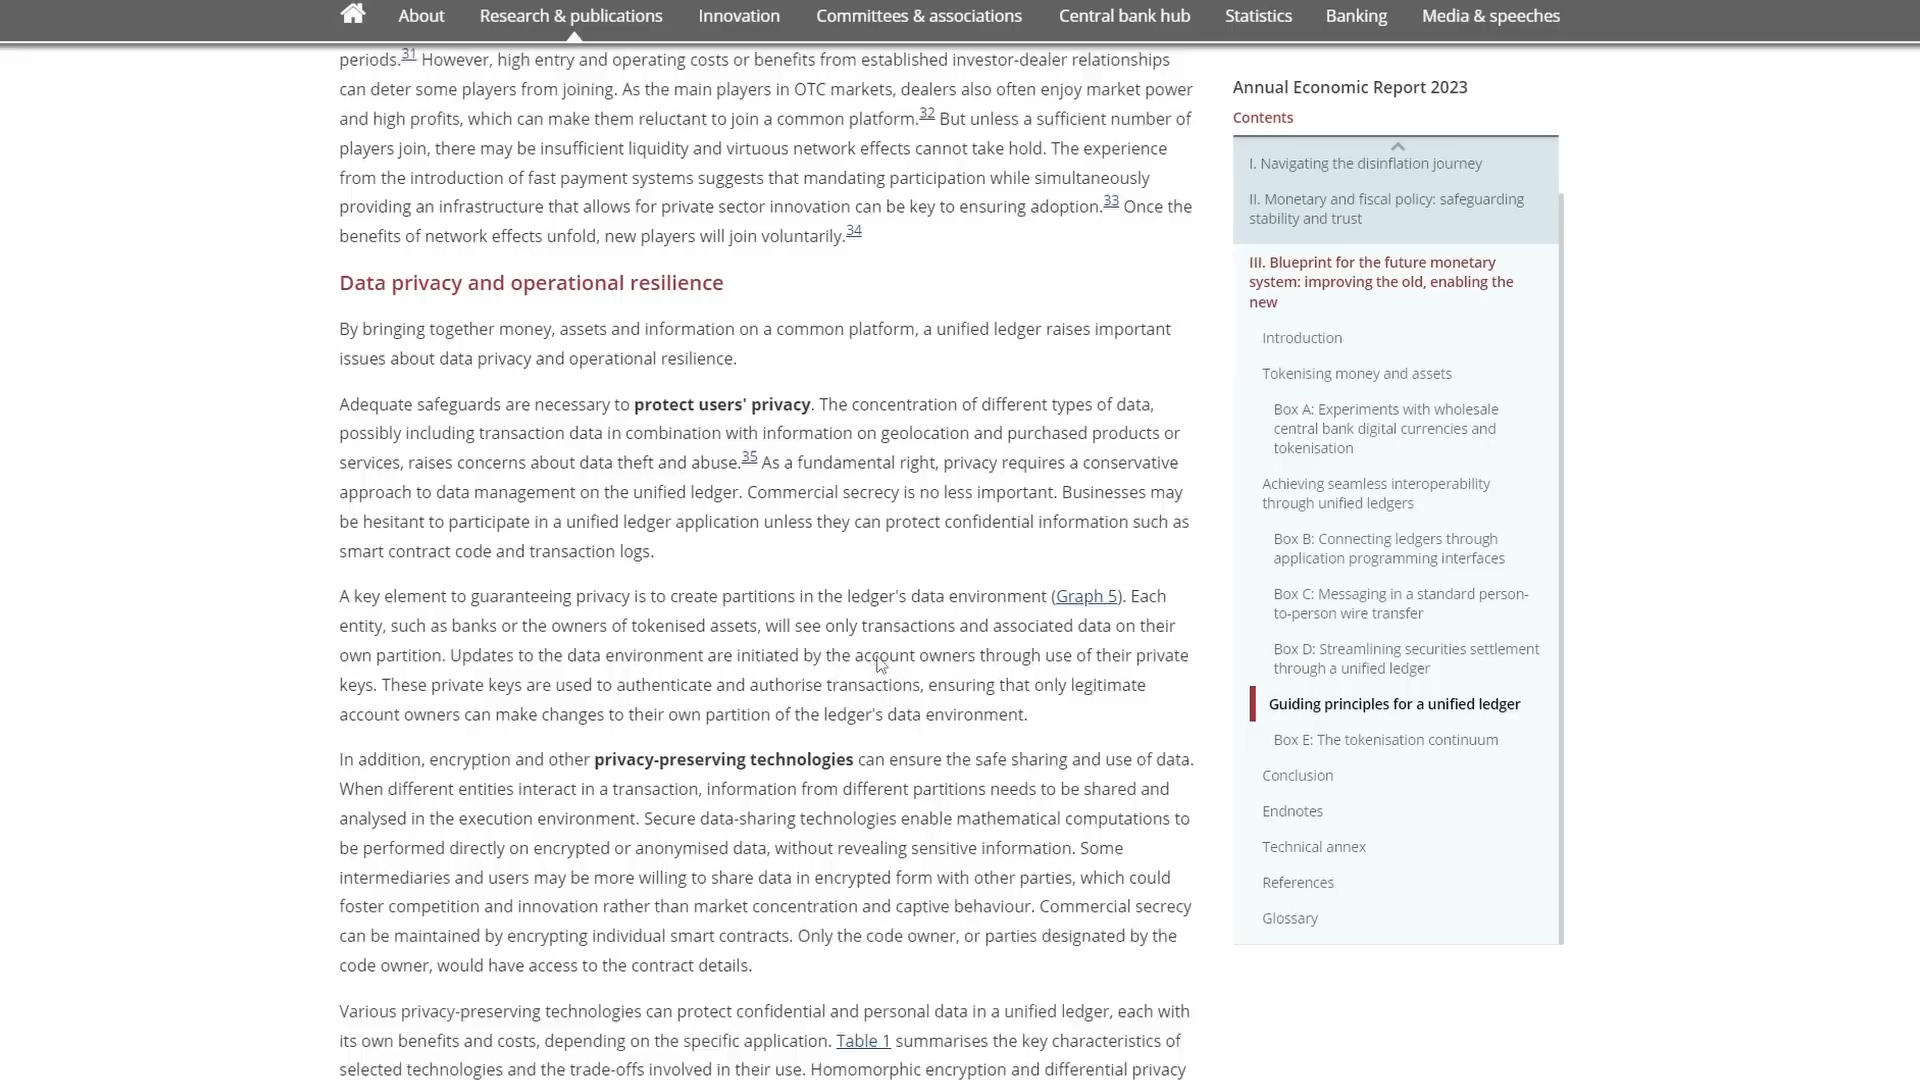 About Research & publications Innovation Committees & associations Central bank hub Statistics Banking Media & speeches
periods.31 However, high entry and operating costs or benefits from established investor-dealer relationships
can deter some players from joining. As the main players in OTC markets, dealers also often enjoy market power
and high profits, which can make them reluctant to join a common platform.32 But unless a sufficient number of
players join, there may be insufficient liquidity and virtuous network effects cannot take hold. The experience
from the introduction of fast payment systems suggests that mandating participation while simultaneously
providing an infrastructure that allows for private sector innovation can be key to ensuring adoption.33 Once the
benefits of network effects unfold, new players will join voluntarily.34
Data privacy and operational resilience
By bringing together money, assets and information on a common platform, a unified ledger raises important
issues about data privacy and operational resilience.
Adequate safeguards are necessary to protect users' privacy. The concentration of different types of data,
possibly including transaction data in combination with information on geolocation and purchased products or
services, raises concerns about data theft and abuse.35 As a fundamental right, privacy requires a conservative
approach to data management on the unified ledger. Commercial secrecy is no less important. Businesses may
be hesitant to participate in a unified ledger application unless they can protect confidential information such as
smart contract code and transaction logs.
A key element to guaranteeing privacy is to create partitions in the ledger's data environment (Graph 5). Each
entity, such as banks or the owners of tokenised assets, will see only transactions and associated data on their
own partition. Updates to the data environment are initiated by the account owners through use of their private
keys. These private keys are used to authenticate and authorise transactions, ensuring that only legitimate
account owners can make changes to their own partition of the ledger's data environment.
In addition, encryption and other privacy-preserving technologies can ensure the safe sharing and use of data.
When different entities interact in a transaction, information from different partitions needs to be shared and
analysed in the execution environment. Secure data-sharing technologies enable mathematical computations to
be performed directly on encrypted or anonymised data, without revealing sensitive information. Some
intermediaries and users may be more willing to share data in encrypted form with other parties, which could
foster competition and innovation rather than market concentration and captive behaviour. Commercial secrecy
can be maintained by encrypting individual smart contracts. Only the code owner, or parties designated by the
code owner, would have access to the contract details.
Various privacy-preserving technologies can protect confidential and personal data in a unified ledger, each with
its own benefits and costs, depending on the specific application. Table 1 summarises the key characteristics of
selected technologies and the trade-offs involved in their use. Homomorphic encryption and differential privacy
Annual Economic Report 2023
Contents
I. Navigating the disinflation journey
II. Monetary and fiscal policy: safeguarding
stability and trust
III. Blueprint for the future monetary
system: improving the old, enabling the
new
Introduction
Tokenising money and assets
Box A: Experiments with wholesale
central bank digital currencies and
tokenisation
Achieving seamless interoperability
through unified ledgers
Box B: Connecting ledgers through
application programming interfaces
Box C: Messaging in a standard person-
to-person wire transfer
Box D: Streamlining securities settlement
through a unified ledger
Guiding principles for a unified ledger
Box E: The tokenisation continuum
Conclusion
Endnotes
Technical annex
References
Glossary